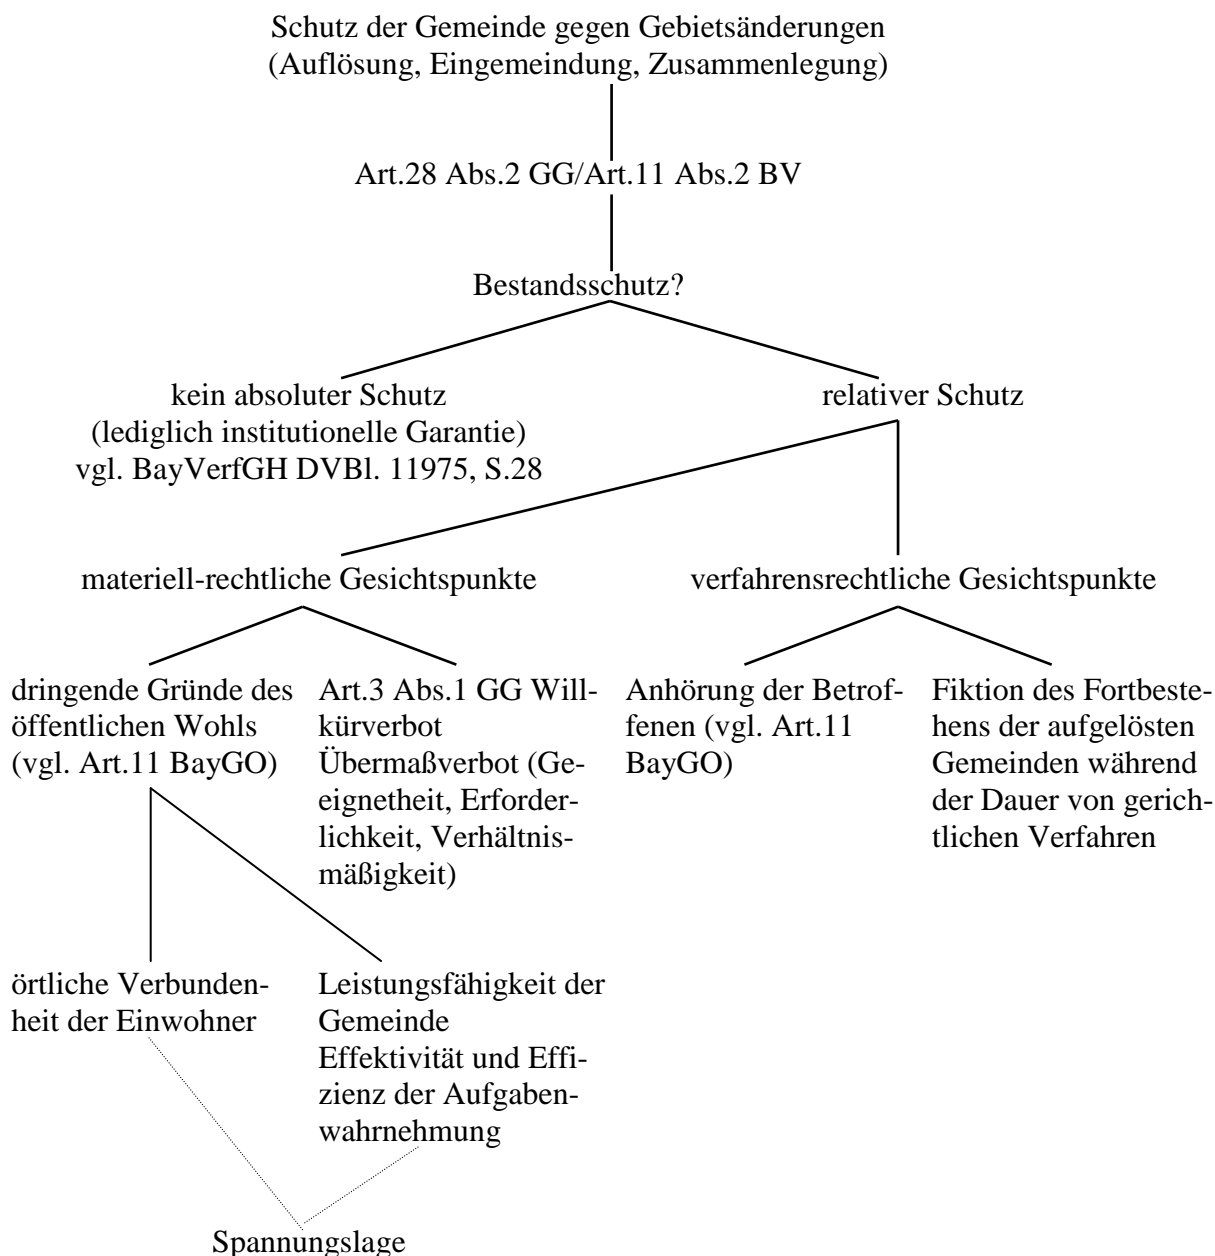 Schutz der Gemeinde gegen Gebietsänderungen
(Auflösung, Eingemeindung, Zusammenlegung)
Art.28 Abs.2 GG/Art.11 Abs.2 BV
Bestandsschutz?
kein absoluter Schutz
(lediglich institutionelle Garantie)
vgl. BayVerfGH DVBl. 11975, S.28
relativer Schutz
materiell-rechtliche Gesichtspunkte
verfahrensrechtliche Gesichtspunkte
dringende Gründe des
öffentlichen Wohls
(vgl. Art.11 BayGO)
Art.3 Abs.1 GG Will-
kürverbot
Übermaßverbot (Ge-
eignetheit, Erforder-
lichkeit, Verhältnis-
mäßigkeit)
Anhörung der Betrof-
fenen (vgl. Art.11
BayGO)
Fiktion des Fortbeste-
hens der aufgelösten
Gemeinden während
der Dauer von gerich-
tlichen Verfahren
örtliche Verbunden-
heit der Einwohner
Leistungsfähigkeit der
Gemeinde
Effektivität und Effi-
zienz der Aufgaben-
wahrnehmung
Spannungslage